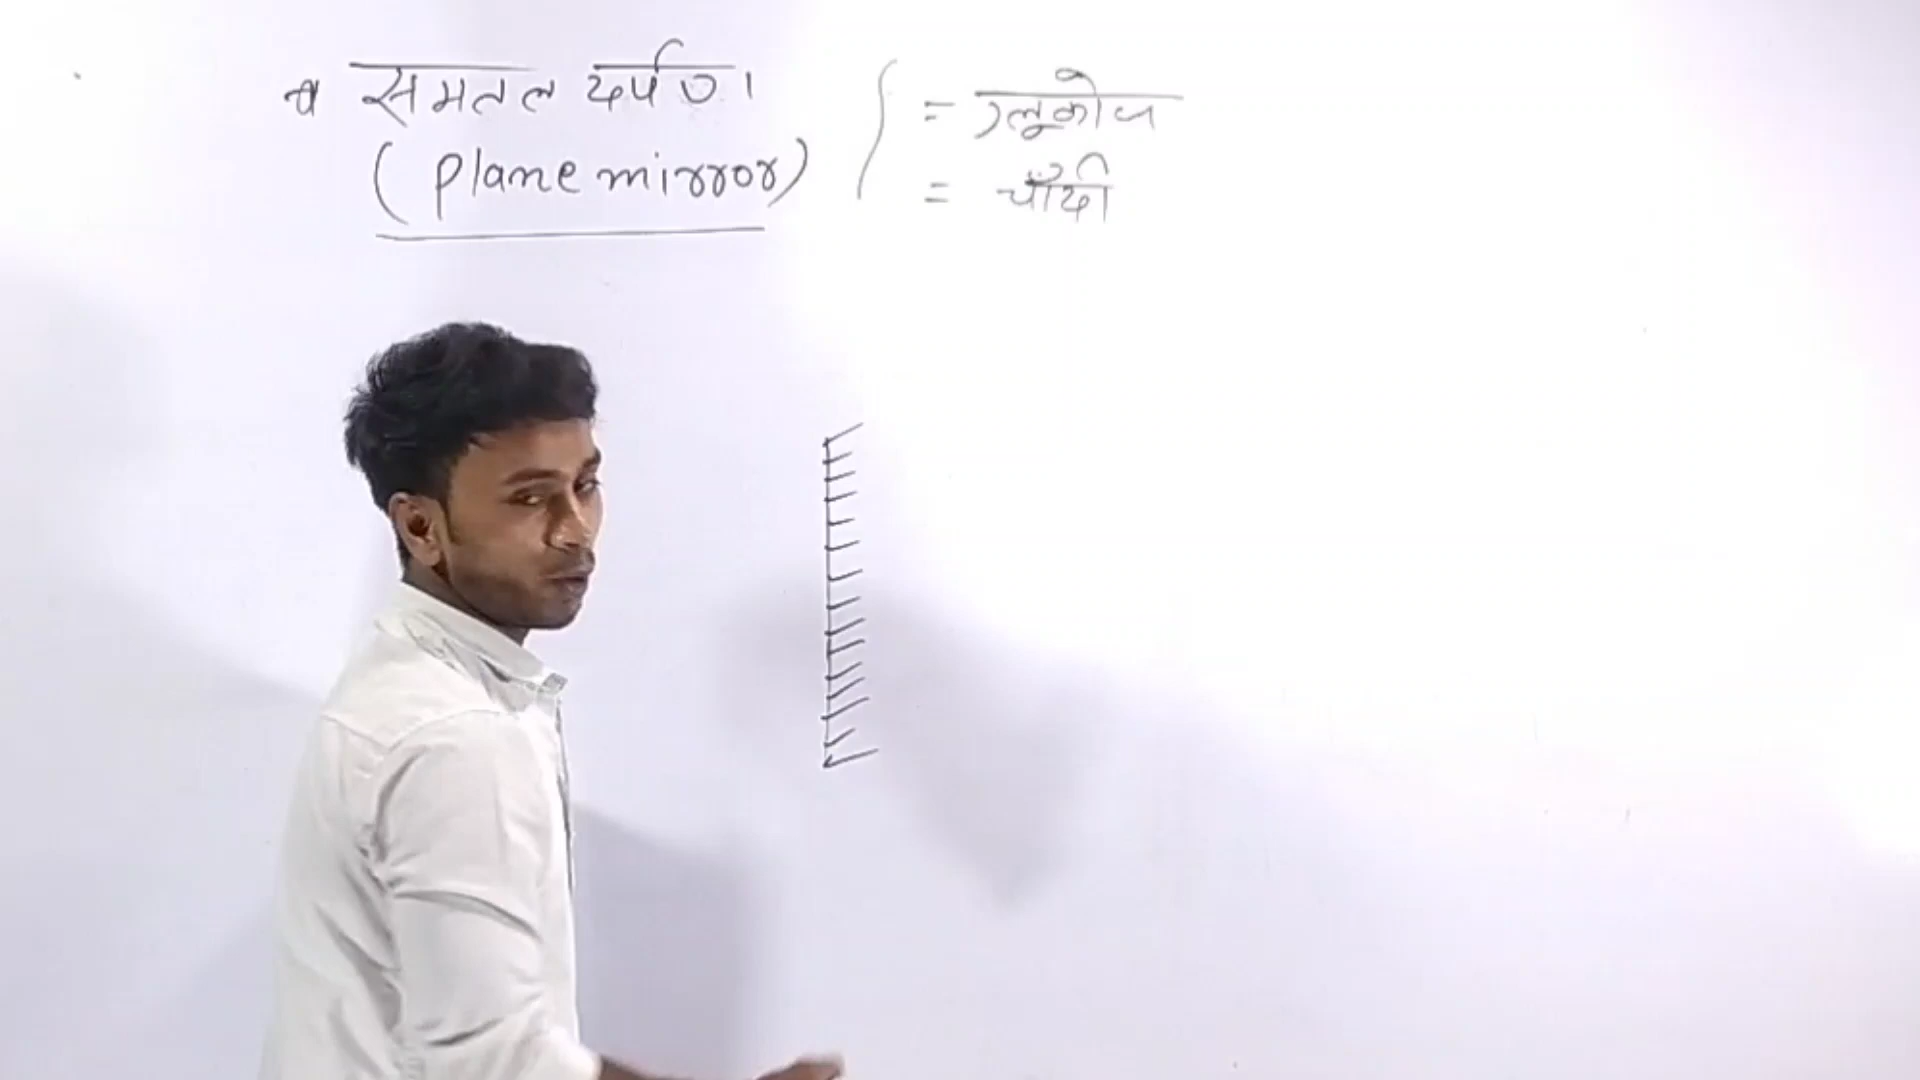 समतल दर्पण
(plane mirror)
= ग्लूकोज
= चाँदी